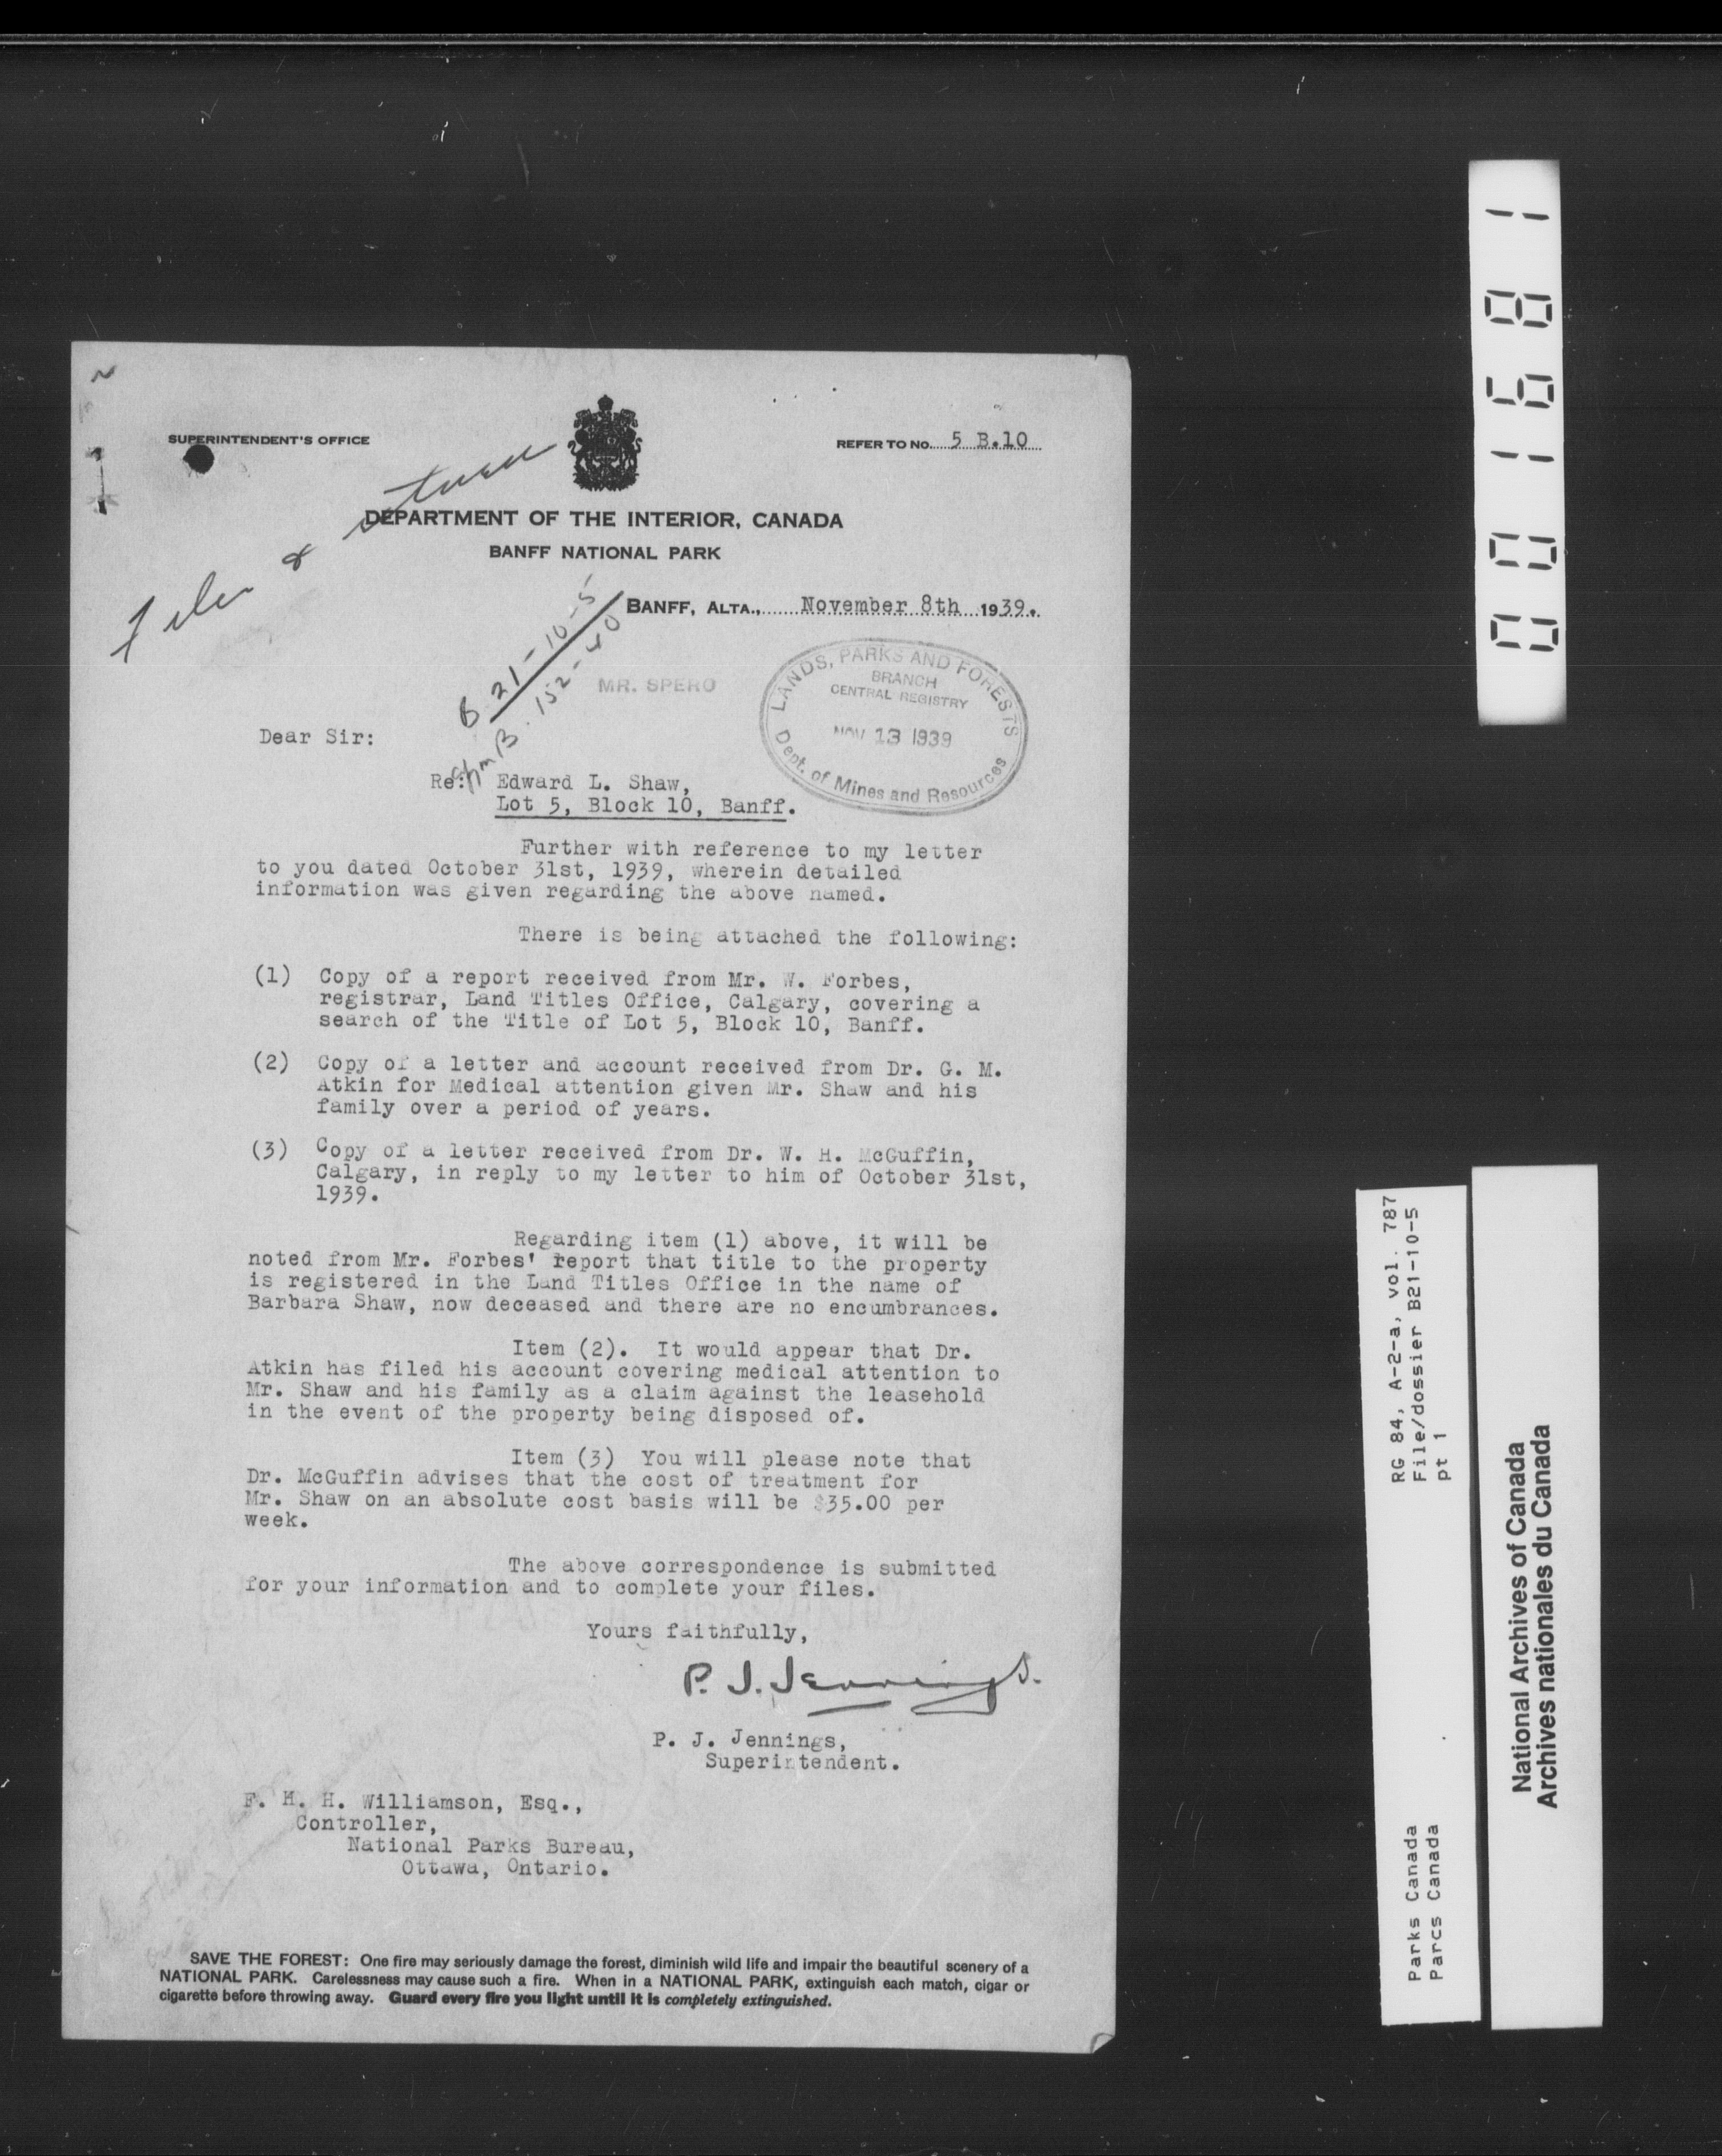 SUPERINTENDENT'S OFFICE
REFER TO No. 5 B.10
File & return
DEPARTMENT OF THE INTERIOR, CANADA
BANFF NATIONAL PARK
BANFF, ALTA., November 8th 1939.
B 21-10-5
B. 152-40
MR. SPERO
LANDS, PARKS AND FORESTS
BRANCH
CENTRAL REGISTRY
NOV 13 1939
Dept. of Mines and Resources
Dear Sir:
Re: Edward L. Shaw,
Lot 5, Block 10, Banff.
Further with reference to my letter
to you dated October 31st, 1939, wherein detailed
information was given regarding the above named.
There is being attached the following:
(1) Copy of a report received from Mr. W. Forbes,
registrar, Land Titles Office, Calgary, covering a
search of the Title of Lot 5, Block 10, Banff.
(2) Copy of a letter and account received from Dr. G. M.
Atkin for Medical attention given Mr. Shaw and his
family over a period of years.
(3) Copy of a letter received from Dr. W. H. McGuffin,
Calgary, in reply to my letter to him of October 31st,
1939.
Regarding item (1) above, it will be
noted from Mr. Forbes' report that title to the property
is registered in the Land Titles Office in the name of
Barbara Shaw, now deceased and there are no encumbrances.
Item (2). It would appear that Dr.
Atkin has filed his account covering medical attention to
Mr. Shaw and his family as a claim against the leasehold
in the event of the property being disposed of.
Item (3) You will please note that
Dr. McGuffin advises that the cost of treatment for
Mr. Shaw on an absolute cost basis will be $35.00 per
week.
The above correspondence is submitted
for your information and to complete your files.
Yours faithfully,
P. J. Jennings.
P. J. Jennings,
Superintendent.
F. H. H. Williamson, Esq.,
Controller,
National Parks Bureau,
Ottawa, Ontario.
SAVE THE FOREST: One fire may seriously damage the forest, diminish wild life and impair the beautiful scenery of a
NATIONAL PARK. Carelessness may cause such a fire. When in a NATIONAL PARK, extinguish each match, cigar or
cigarette before throwing away. Guard every fire you light until it is completely extinguished.
001681
RG 84, A-2-a, vol. 787
File/dossier B21-10-5
pt 1
Parks Canada
Parcs Canada
National Archives of Canada
Archives nationales du Canada